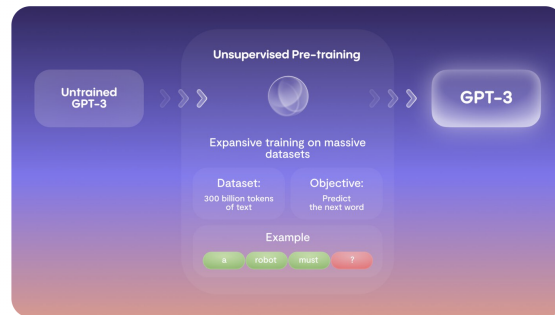 Unsupervised Pre-training
Untrained
GPT-3
GPT-3
Expansive training on massive
datasets
Dataset:
300 billion tokens
of text
Objective:
Predict
the next word
Example
a robot must ?